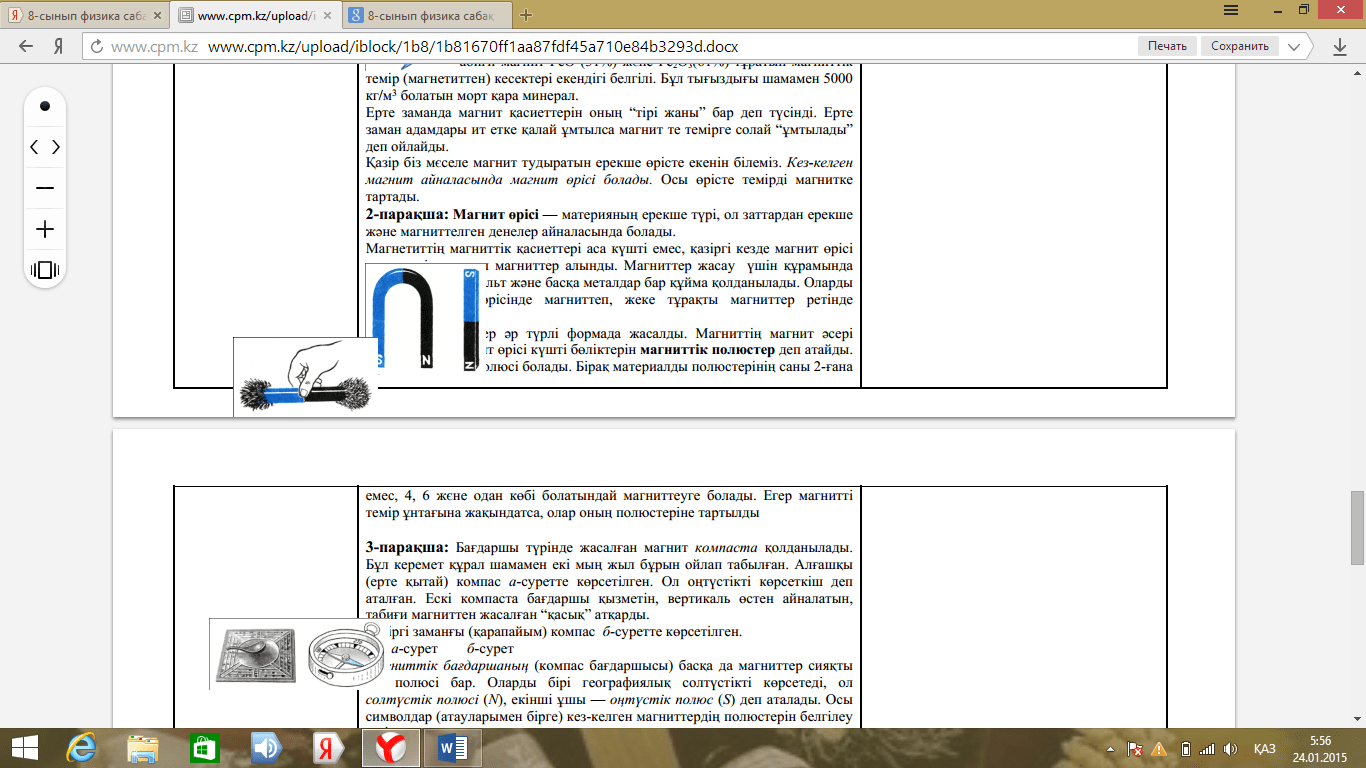 8-сынып физика саба
www.cpm.kz/upload/i
8-сынып физика сабақ
www.cpm.kz www.cpm.kz/upload/iblock/1b8/1b81670ff1aa87fdf45a710e84b3293d.docx
Печать
Сохранить
темір (магнетиттен) кесектері екендігі белгілі. Бұл тығыздығы шамамен 5000
кг/м³ болатын морт қара минерал.
Ерте заманда магнит қасиеттерін оның “тірі жаны” бар деп түсінді. Ерте
заман адамдары ит етке қалай ұмтылса магнит те темірге солай “ұмтылады”
деп ойлайды.
Қазір біз мєселе магнит тудыратын ерекше өрісте екенін білеміз. Кез-келген
магнит айналасында магнит өрісі болады. Осы өрісте темірді магнитке
тартады.
2-парақша: Магнит өрісі — материяның ерекше түрі, ол заттардан ерекше
және магниттелген денелер айналасында болады.
Магнетиттің магниттік қасиеттері аса күшті емес, қазіргі кезде магнит өрісі
магниттер алынды. Магниттер жасау үшін құрамында
льт және басқа металдар бар құйма қолданылады. Оларды
рісінде магниттеп, жеке тұрақты магниттер ретінде
ер әр түрлі формада жасалды. Магниттің магнит әсері
т өрісі күшті бөліктерін магниттік полюстер деп атайды.
олюсі болады. Бірақ материалды полюстерінің саны 2-ғана
S N
S N
емес, 4, 6 жєне одан көбі болатындай магниттеуге болады. Егер магнитті
темір ұнтағына жақындатса, олар оның полюстеріне тартылды
3-парақша: Бағдаршы түрінде жасалған магнит компаста қолданылады.
Бұл керемет құрал шамамен екі мың жыл бұрын ойлап табылған. Алғашқы
(ерте қытай) компас а-суретте көрсетілген. Ол оңтүстікті көрсеткіш деп
аталған. Ескі компаста бағдаршы қызметін, вертикаль өстен айналатын,
табиғи магниттен жасалған “қасық” атқарды.
іргі заманғы (қарапайым) компас б-суретте көрсетілген.
а-сурет б-сурет
ниттік бағдаршаның (компас бағдаршысы) басқа да магниттер сияқты
полюсі бар. Оларды бірі географиялық солтүстікті көрсетеді, ол
солтүстік полюсі (N), екінші ұшы — оңтүстік полюс (S) деп аталады. Осы
символдар (атауларымен бірге) кез-келген магниттердің полюстерін белгілеу
ҚАЗ
5:56
24.01.2015